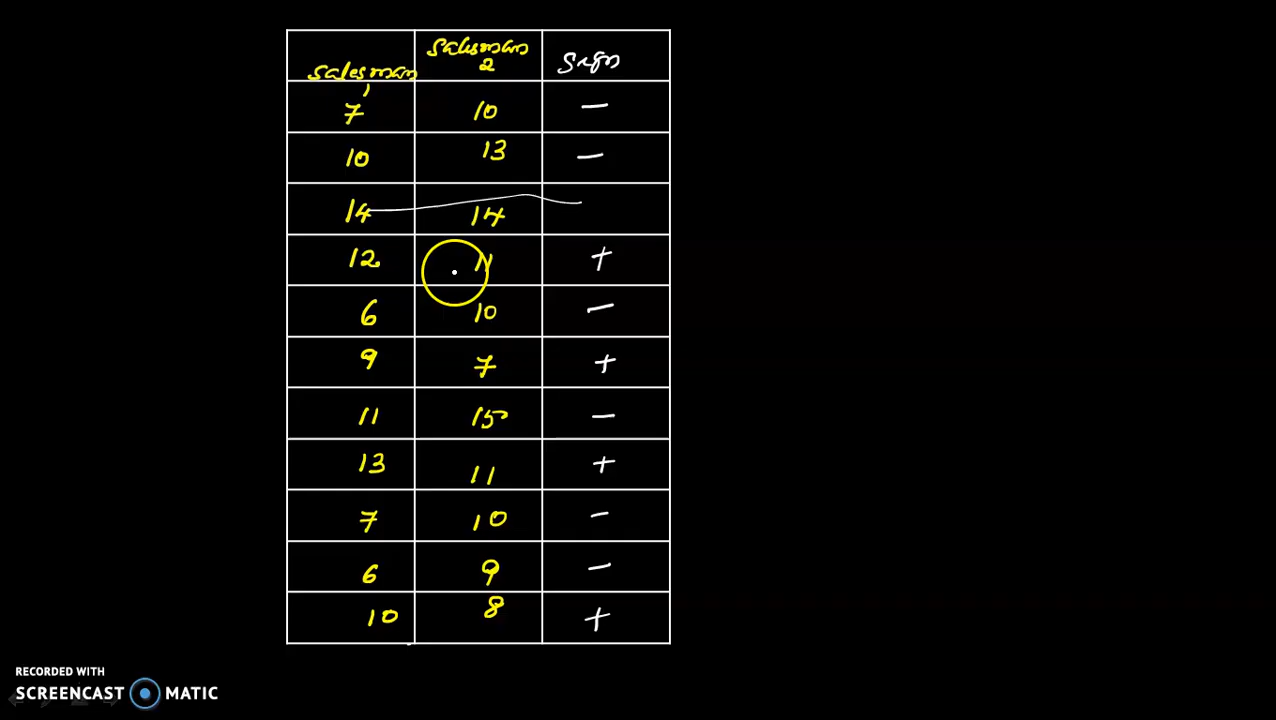 Salesman 1 Salesman 2 Sign
7 10 -
10 13 -
14 14
12 11 +
6 10 -
9 7 +
11 15 -
13 11 +
7 10 -
6 9 -
10 8 +
RECORDED WITH
SCREENCAST MATIC